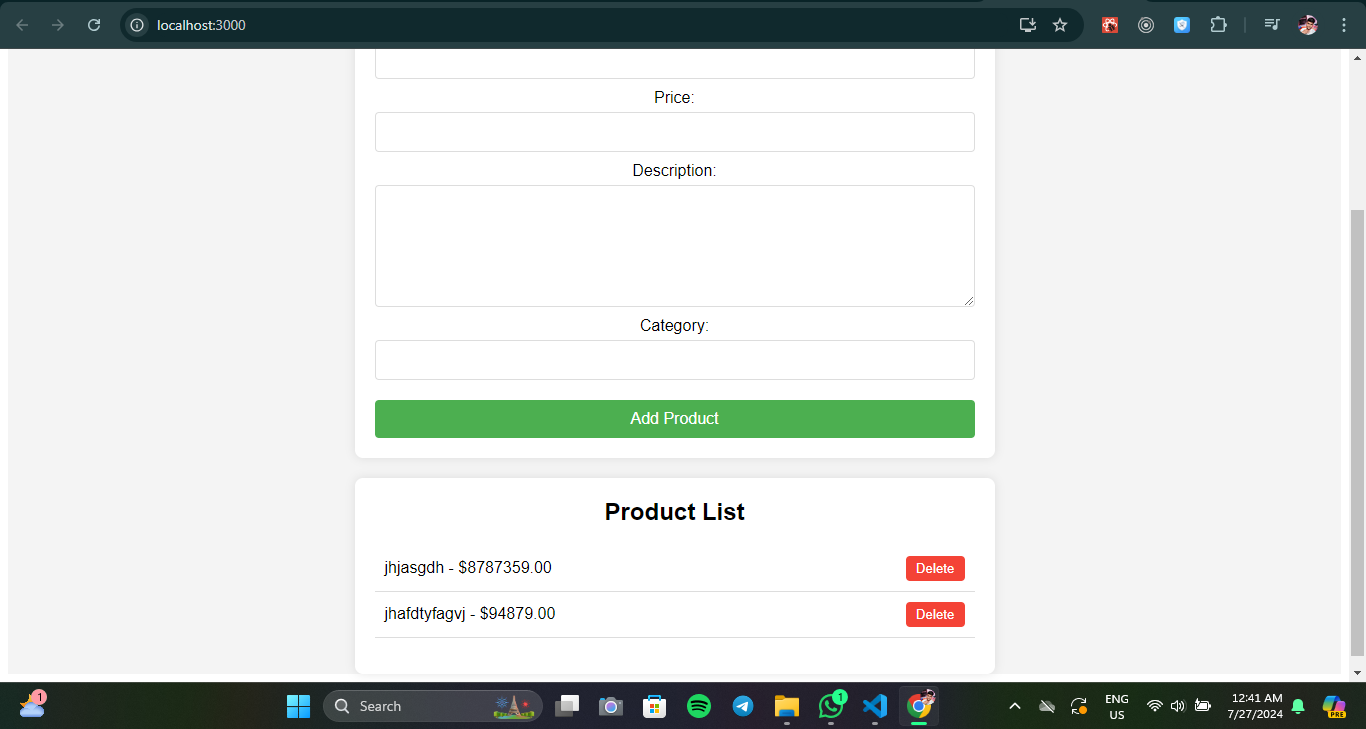 localhost:3000
Price:
Description:
Category:
Add Product
Product List
jhjasgdh - $8787359.00
Delete
jhafdtyfagvj - $94879.00
Delete
1
Search
1
ENG
US
12:41 AM
7/27/2024
PRE